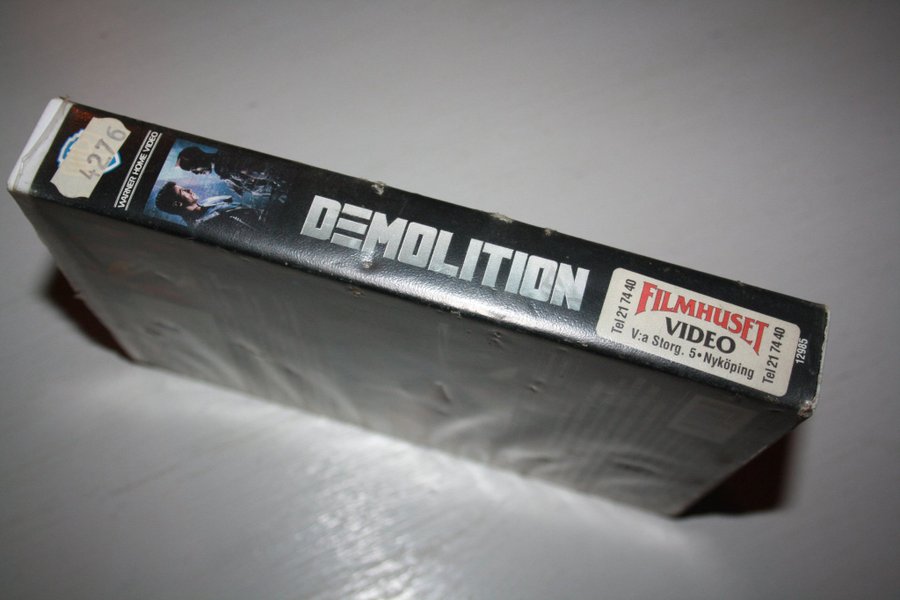 4276
WARNER HOME VIDEO
DEMOLITION
Tel 21 74 40
FILMHUSET
VIDEO
V:a Storg. 5 • Nyköping
Tel 21 74 40
12985